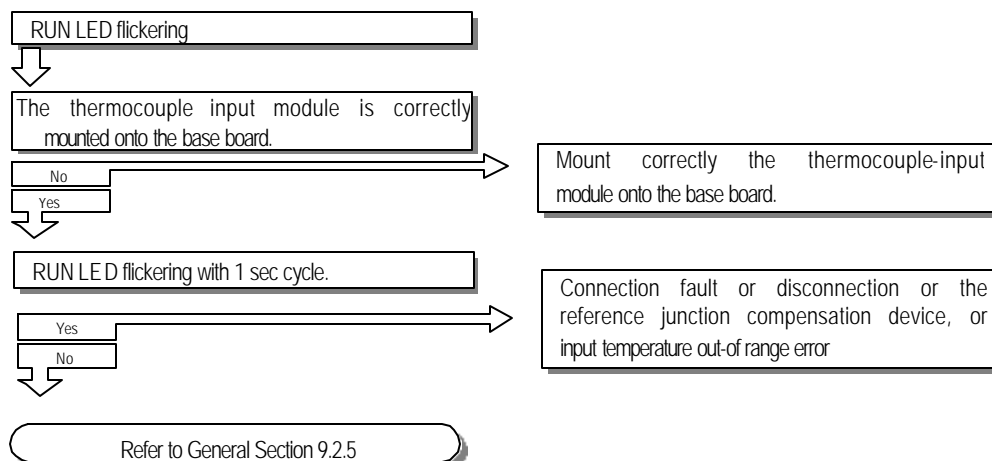 RUN LED flickering
The thermocouple input module is correctly
mounted onto the base board.
No
Yes
Mount correctly the thermocouple-input
module onto the base board.
RUN LED flickering with 1 sec cycle.
Yes
No
Connection fault or disconnection or the
reference junction compensation device, or
input temperature out-of range error
Refer to General Section 9.2.5